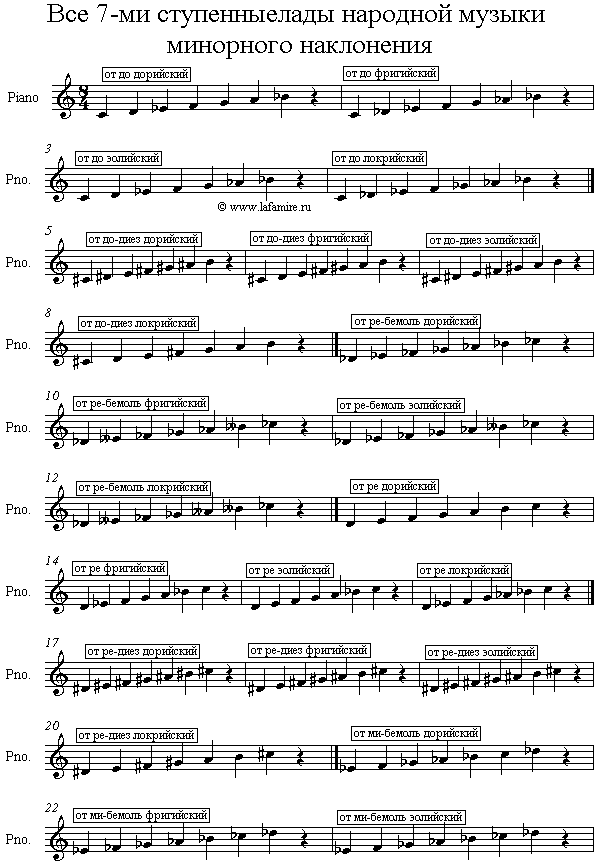 Все 7-ми ступенныелады народной музыки
минорного наклонения
от до дорийский от до фригийский
Piano
3 от до эолийский от до локрийский
Pno.
© www.lafamire.ru
5 от до-диез дорийский от до-диез фригийский от до-диез эолийский
Pno.
8 от до-диез локрийский от ре-бемоль дорийский
Pno.
10 от ре-бемоль фригийский от ре-бемоль эолийский
Pno.
12 от ре-бемоль локрийский от ре дорийский
Pno.
14 от ре фригийский от ре эолийский от ре локрийский
Pno.
17 от ре-диез дорийский от ре-диез фригийский от ре-диез эолийский
Pno.
20 от ре-диез локрийский от ми-бемоль дорийский
Pno.
22 от ми-бемоль фригийский от ми-бемоль эолийский
Pno.